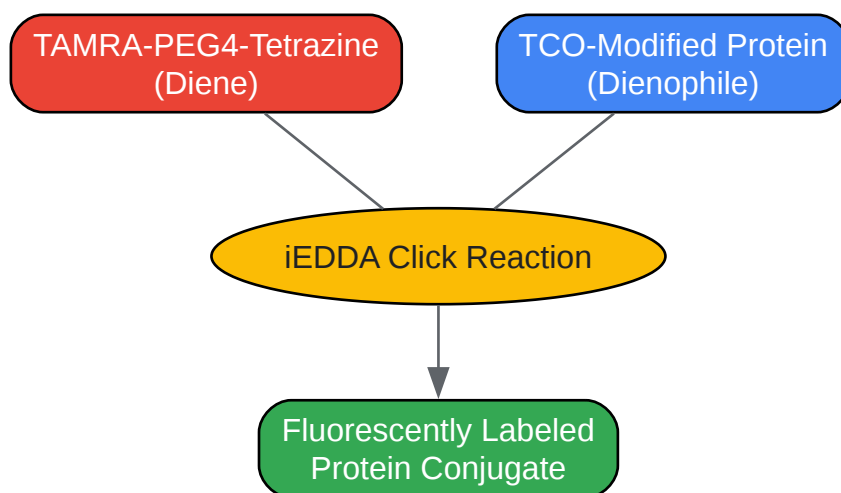 TAMRA-PEG4-Tetrazine
(Diene)
TCO-Modified Protein
(Dienophile)
iEDDA Click Reaction
Fluorescently Labeled
Protein Conjugate